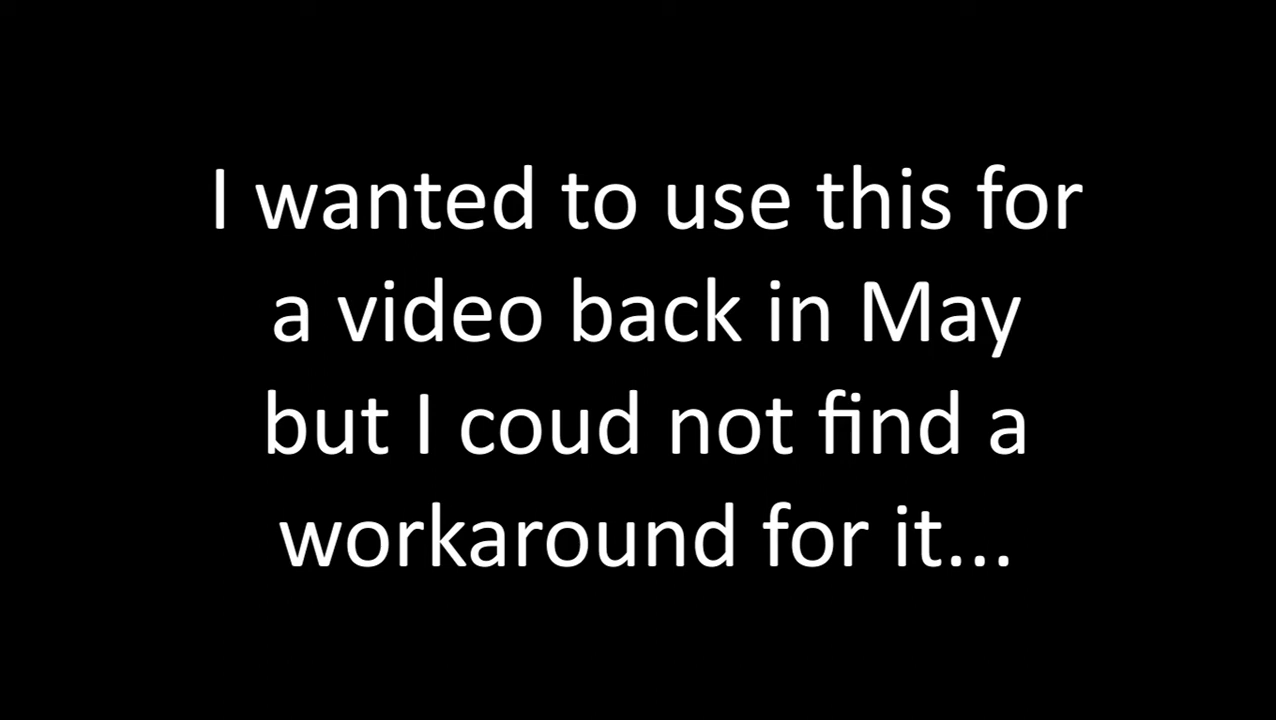 I wanted to use this for
a video back in May
but I coud not find a
workaround for it...